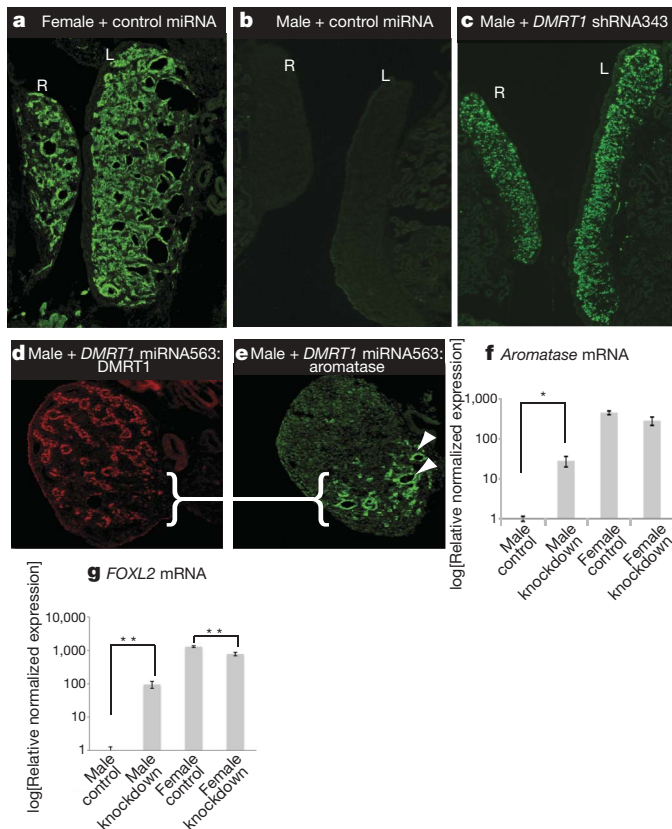 a Female + control miRNA
R
L
b Male + control miRNA
R
L
c Male + DMRT1 shRNA343
R
L
d Male + DMRT1 miRNA563:
DMRT1
e Male + DMRT1 miRNA563:
aromatase
f Aromatase mRNA
log[Relative normalized expression]
1,000
100
10
1
*
Male
control
Male
knockdown
Female
control
Female
knockdown
g FOXL2 mRNA
log[Relative normalized expression]
10,000
1,000
100
10
1
* *
* *
Male
control
Male
knockdown
Female
control
Female
knockdown